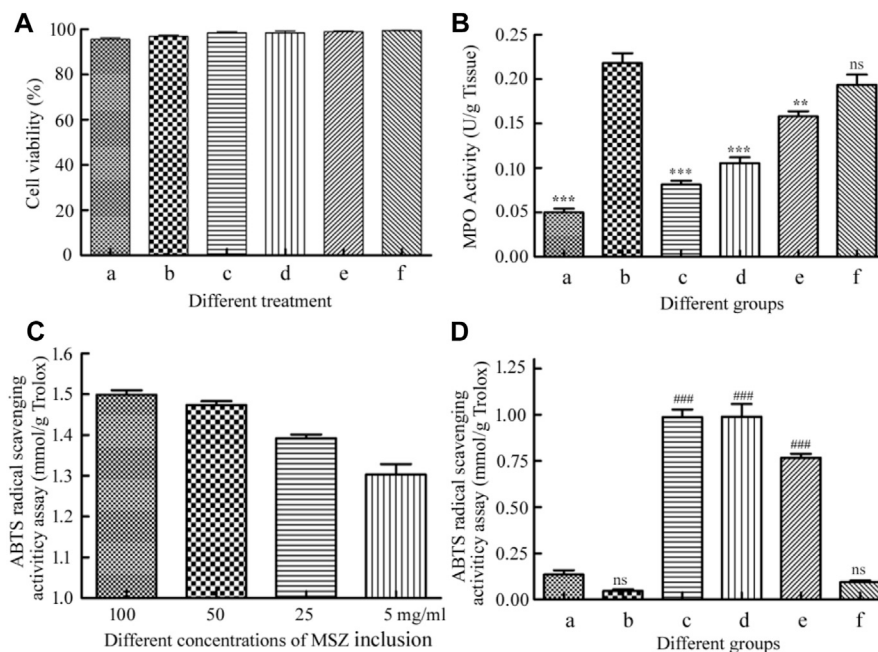 A
Cell viability (%)
100
80
60
40
20
0
a b c d e f
Different treatment
B
MPO Activity (U/g Tissue)
0.25
0.20
0.15
0.10
0.05
0.00
***
***
***
**
ns
a b c d e f
Different groups
C
ABTS radical scavenging
activiticy assay (mmol/g Trolox)
1.6
1.5
1.4
1.3
1.2
1.1
1.0
100 50 25 5 mg/ml
Different concentrations of MSZ inclusion
D
ABTS radical scavenging
activiticy assay (mmol/g Trolox)
1.25
1.00
0.75
0.50
0.25
0.00
ns
###
###
###
ns
a b c d e f
Different groups